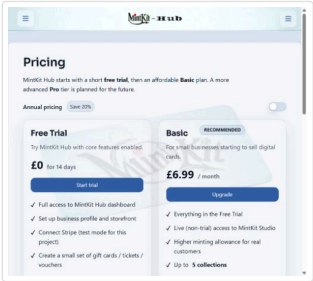 MintKit-Hub
Pricing
MintKit Hub starts with a short free trial, then an
affordable Basic plan. A more
advanced Pro tier is planned for the future.
Annual pricing Save 20%
Free Trial
Try MintKit Hub with core features enabled.
£0 for 14 days
Start trial
✓ Full access to MintKit Hub dashboard
✓ Set up business profile and storefront
✓ Connect Stripe (test mode for this
project)
✓ Create a small set of gift cards / tickets /
vouchers
Basic RECOMMENDED
For small businesses starting to sell digital
cards.
£6.99 / month
Upgrade
✓ Everything in the Free Trial
✓ Live (non-trial) access to MintKit Studio
✓ Higher minting allowance for real
customers
✓ Up to 5 collections
MintKit